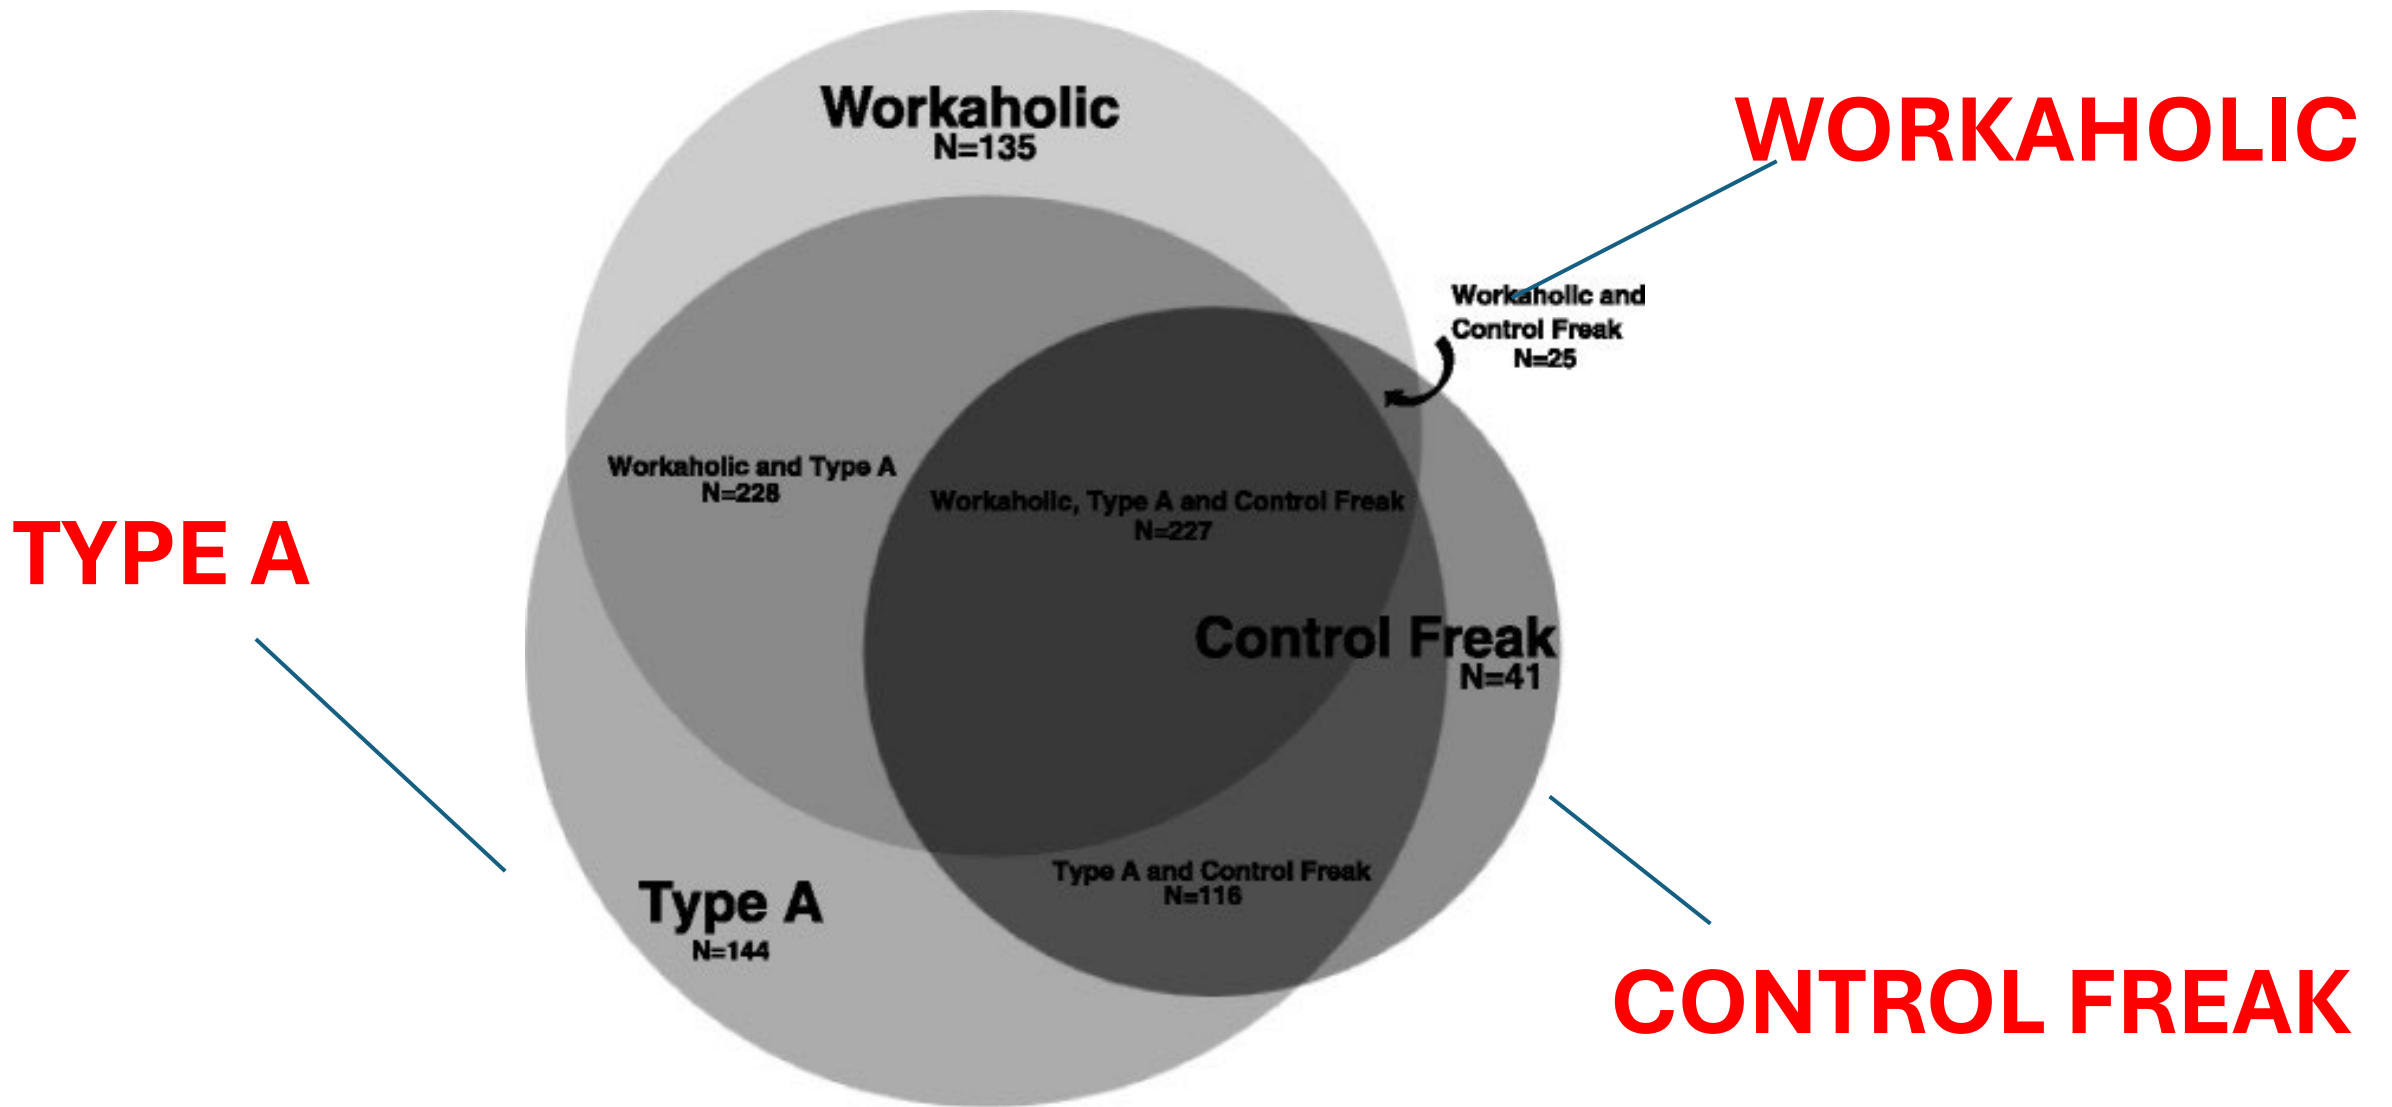 Workaholic
N=135
WORKAHOLIC
Workaholic and
Control Freak
N=25
Workaholic and Type A
N=228
Workaholic, Type A and Control Freak
N=227
TYPE A
Control Freak
N=41
Type A and Control Freak
N=116
Type A
N=144
CONTROL FREAK